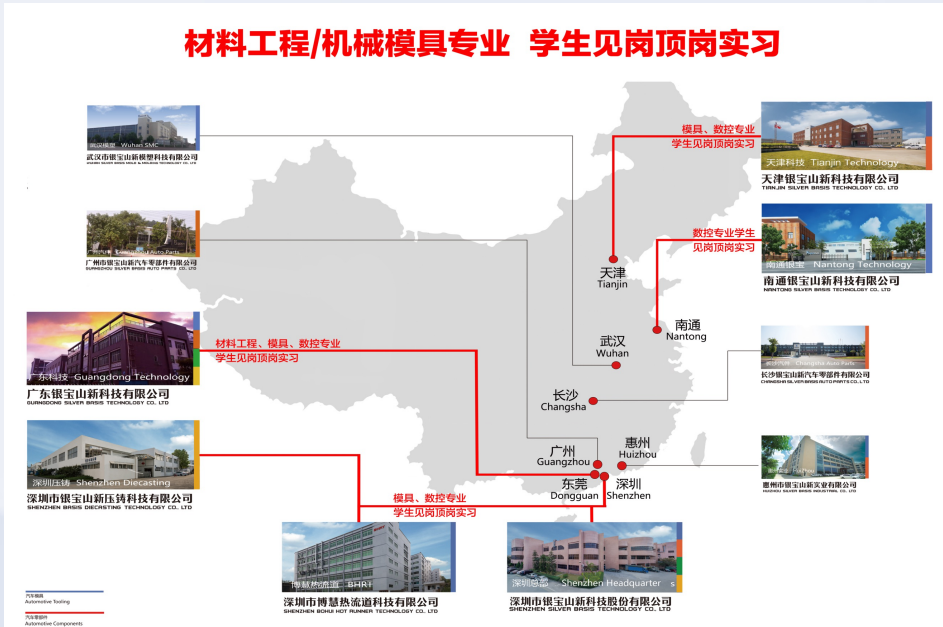 材料工程/机械模具专业 学生见岗顶岗实习
武汉模塑 Wuhan SMC
武汉市银宝山新模塑科技有限公司
广州市银宝山新汽车零部件有限公司
GUANGZHOU SILVER BASIS AUTO PARTS CO., LTD
广东科技 Guangdong Technology
广东银宝山新科技有限公司
GUANGDONG SILVER BASIS TECHNOLOGY CO., LTD
深圳压铸 Shenzhen Diecasting
深圳市银宝山新压铸科技有限公司
SHENZHEN BASIS DIECASTING TECHNOLOGY CO., LTD
材料工程、模具、数控专业
学生见岗顶岗实习
模具、数控专业
学生见岗顶岗实习
天津科技 Tianjin Technology
天津银宝山新科技有限公司
TIANJIN SILVER BASIS TECHNOLOGY CO., LTD
数控专业学生
见岗顶岗实习
南通银宝 Nantong Technology
南通银宝山新科技有限公司
NANTONG SILVER BASIS TECHNOLOGY CO., LTD
长沙银宝山新汽车零部件有限公司
CHANGSHA SILVER BASIS AUTO PARTS CO., LTD
惠州市银宝山新实业有限公司
HUIZHOU SILVER BASIS INDUSTRIAL CO., LTD
天津
Tianjin
南通
Nantong
武汉
Wuhan
长沙
Changsha
广州
Guangzhou
惠州
Huizhou
东莞
Dongguan
深圳
Shenzhen
模具、数控专业
学生见岗顶岗实习
博慧热流道 BHRT
深圳市博慧热流道科技有限公司
SHENZHEN BOHUI HOT RUNNER TECHNOLOGY CO., LTD
深圳总部 Shenzhen Headquarter s
深圳市银宝山新科技股份有限公司
SHENZHEN SILVER BASIS TECHNOLOGY CO., LTD
汽车模具
Automotive Tooling
汽车零部件
Automotive Components